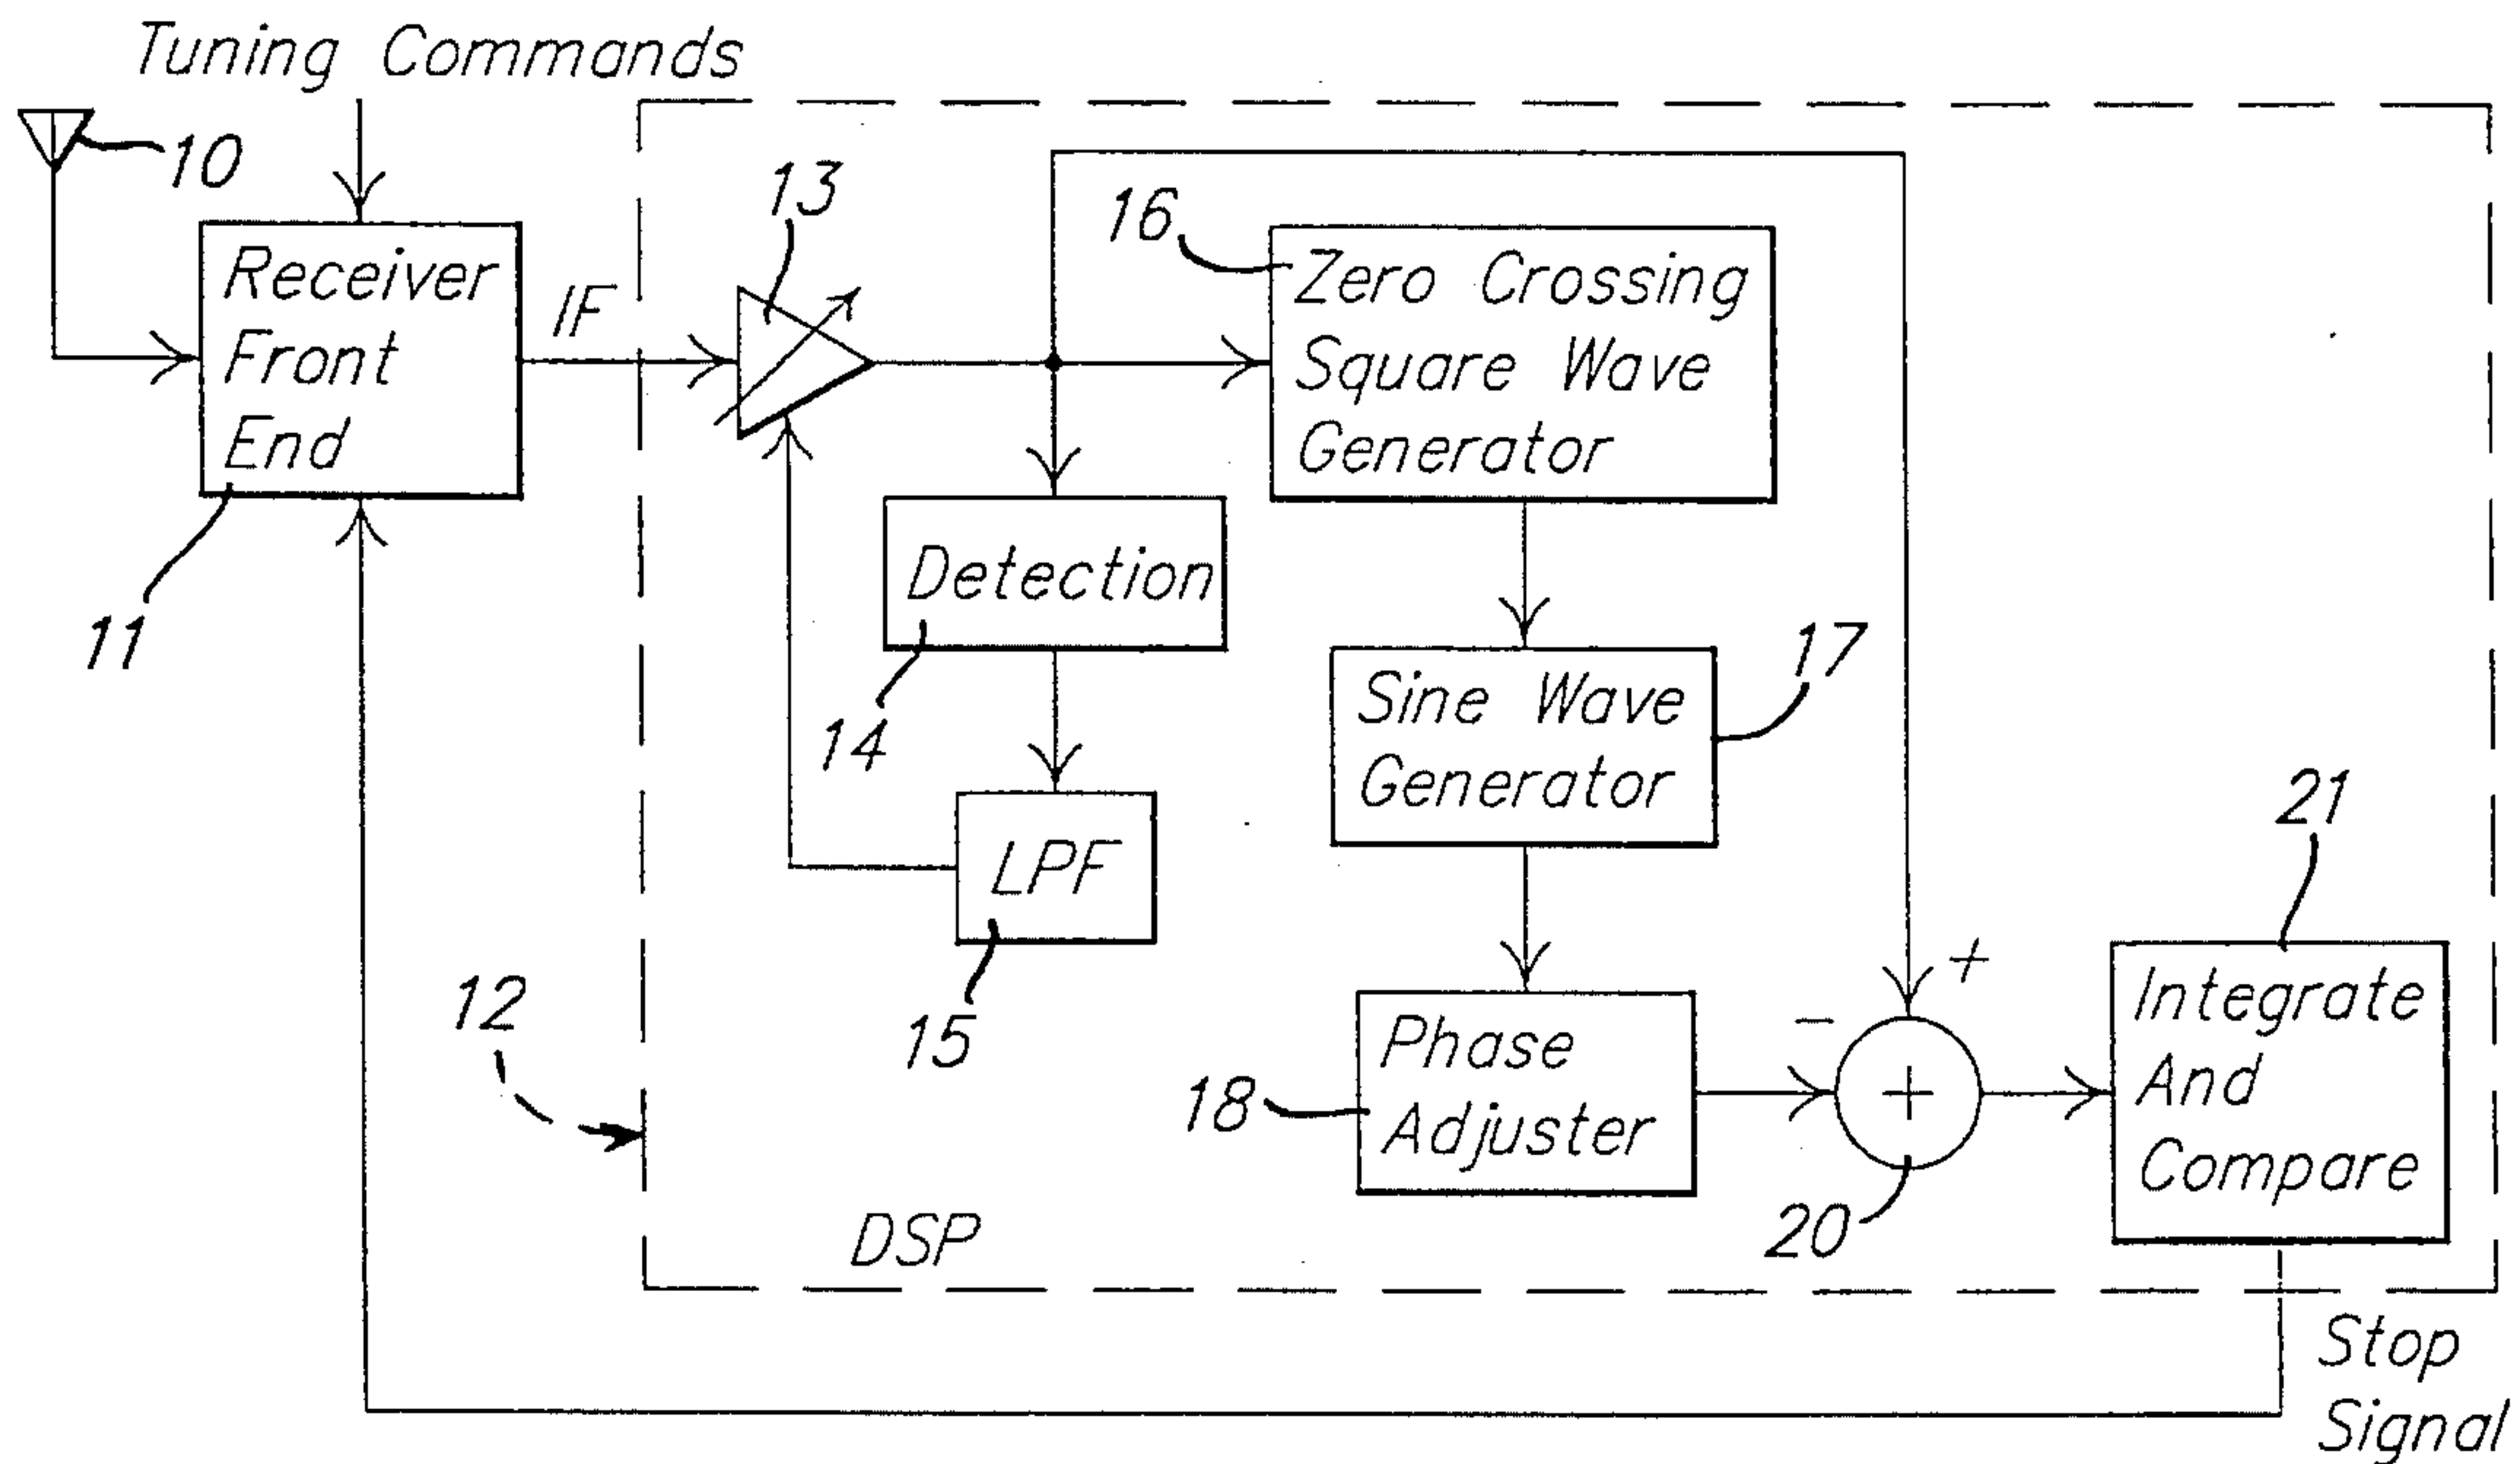 Tuning Commands
10
13
16
Receiver
Front
End
IF
Zero Crossing
Square Wave
Generator
11
Detection
14
17
Sine Wave
Generator
LPF
15
21
12
18
Phase
Adjuster
-
+
+
20
Integrate
And
Compare
DSP
Stop
Signal